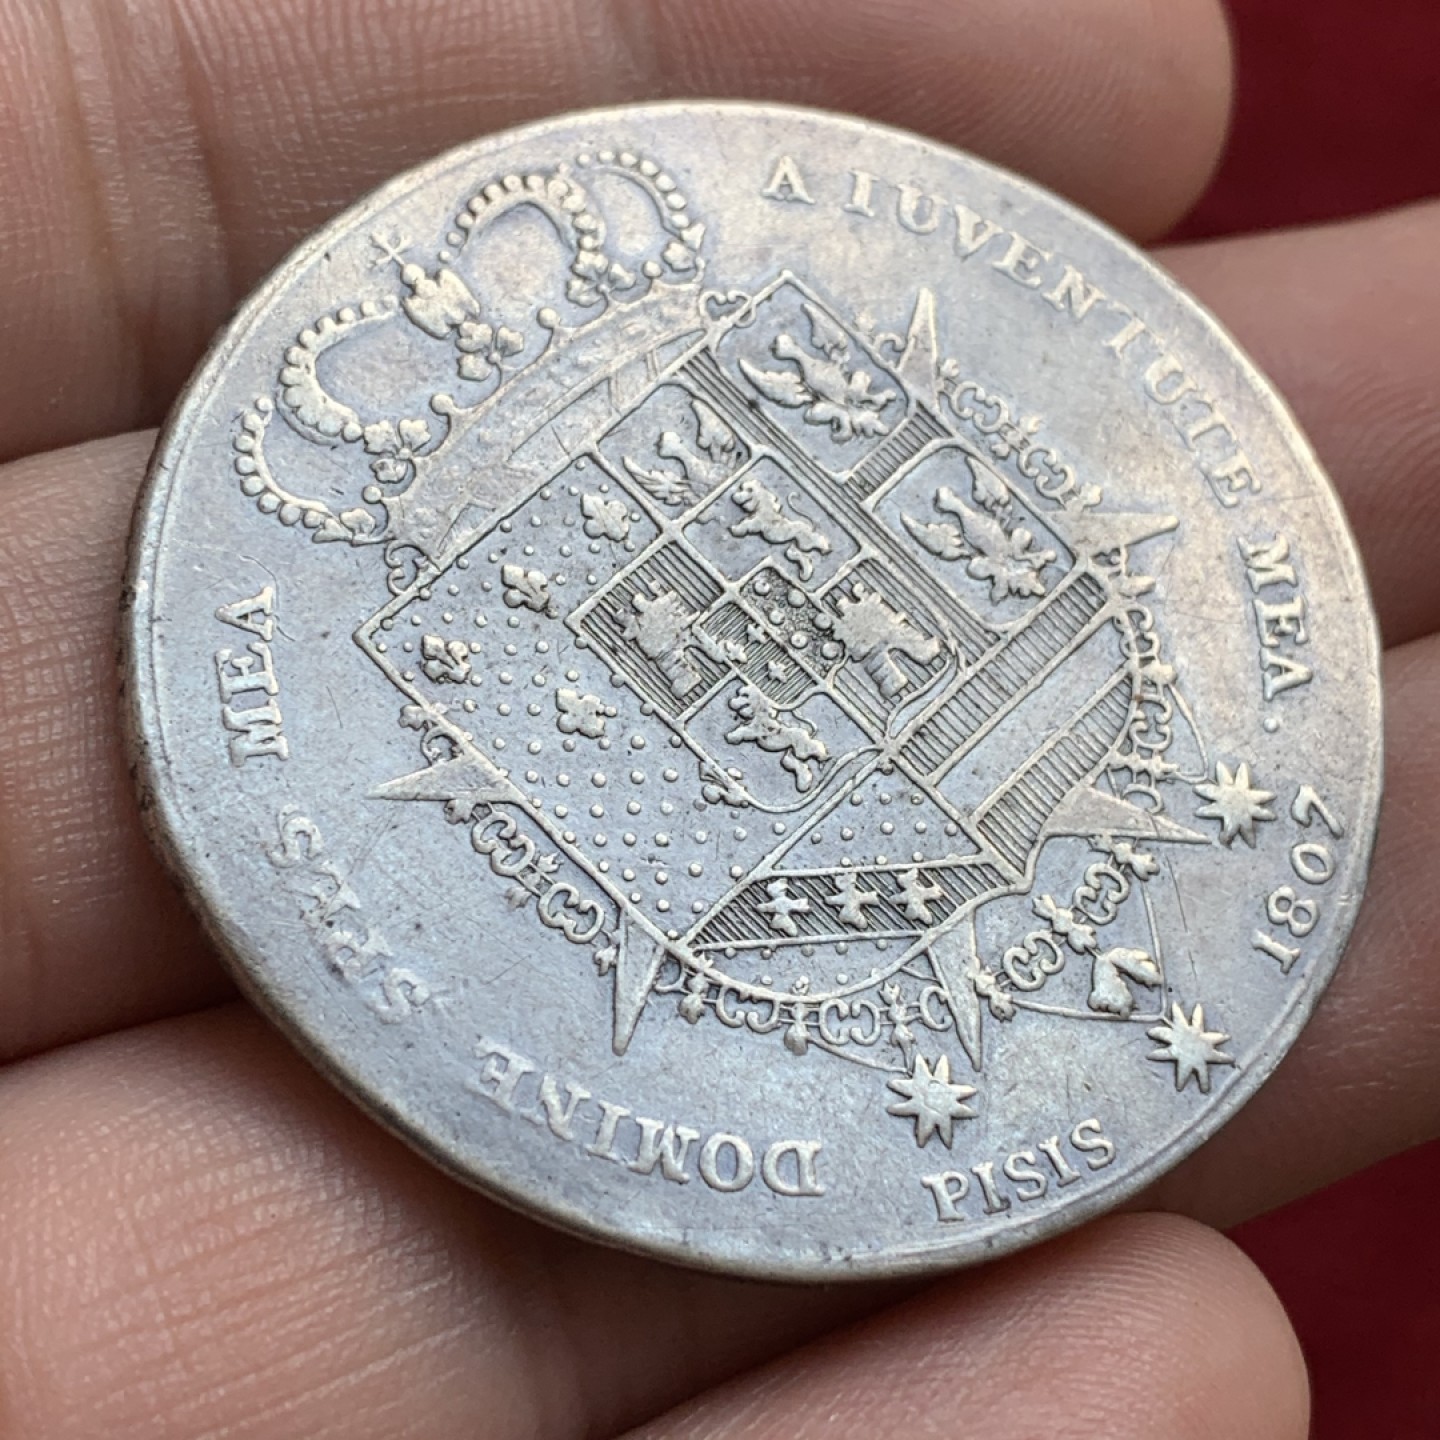 DOMINE SPES MEA A IUVENTUTE MEA.
PISIS 1807